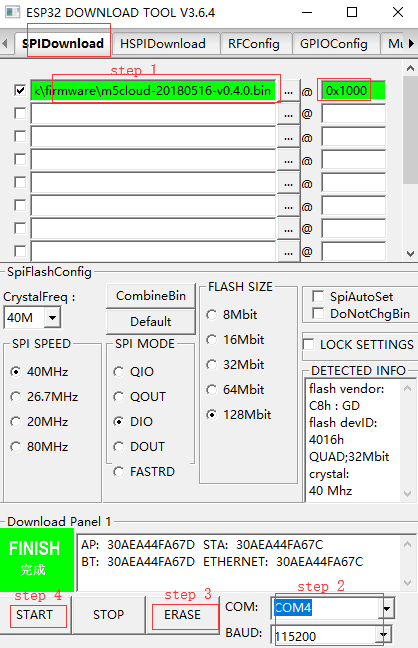 ESP32 DOWNLOAD TOOL V3.6.4
SPIDownload HSPIDownload RFConfig GPIOConfig Mu
step 1
k\firmware\m5cloud-20180516-v0.4.0.bin ... @ 0x1000
... @
... @
... @
... @
... @
... @
... @
SpiFlashConfig
CrystalFreq :
40M
CombineBin
Default
SPI SPEED
40MHz
26.7MHz
20MHz
80MHz
SPI MODE
QIO
QOUT
DIO
DOUT
FASTRD
FLASH SIZE
8Mbit
16Mbit
32Mbit
64Mbit
128Mbit
SpiAutoSet
DoNotChgBin
LOCK SETTINGS
DETECTED INFO
flash vendor:
C8h : GD
flash devID:
4016h
QUAD;32Mbit
crystal:
40 Mhz
Download Panel 1
FINISH
完成
AP: 30AEA44FA67D STA: 30AEA44FA67C
BT: 30AEA44FA67D ETHERNET: 30AEA44FA67C
step 4
step 3
step 2
START
STOP
ERASE
COM: COM4
BAUD: 115200